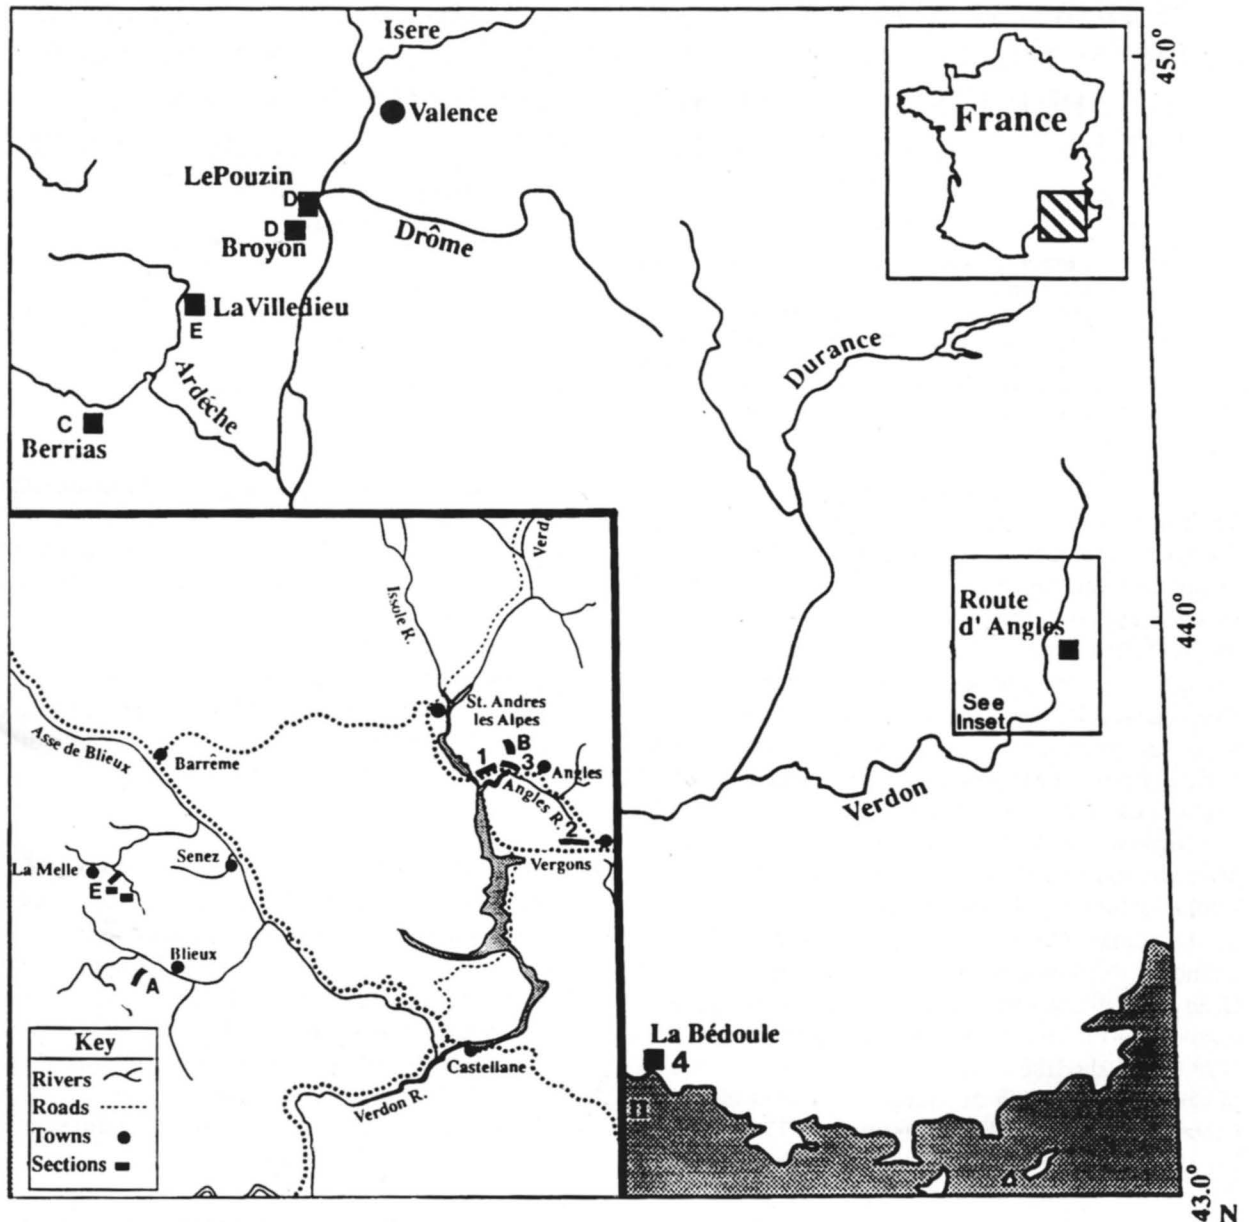 Isere
45.0°
Valence
France
LePouzin
D
D
Broyon
Drôme
La Villedieu
E
Durance
Ardéche
C
Berrias
Route
d' Angles
44.0°
See
Inset
Verdon
Issole R.
St. Andres
les Alpes
Asse de Blieux
Barrême
B
1
3
Angles
Angles R.
2
Vergons
Senez
La Melle
E
Blieux
A
Castellane
Verdon R.
Key
Rivers
Roads
Towns
Sections
La Bédoule
4
n
43.0°
N